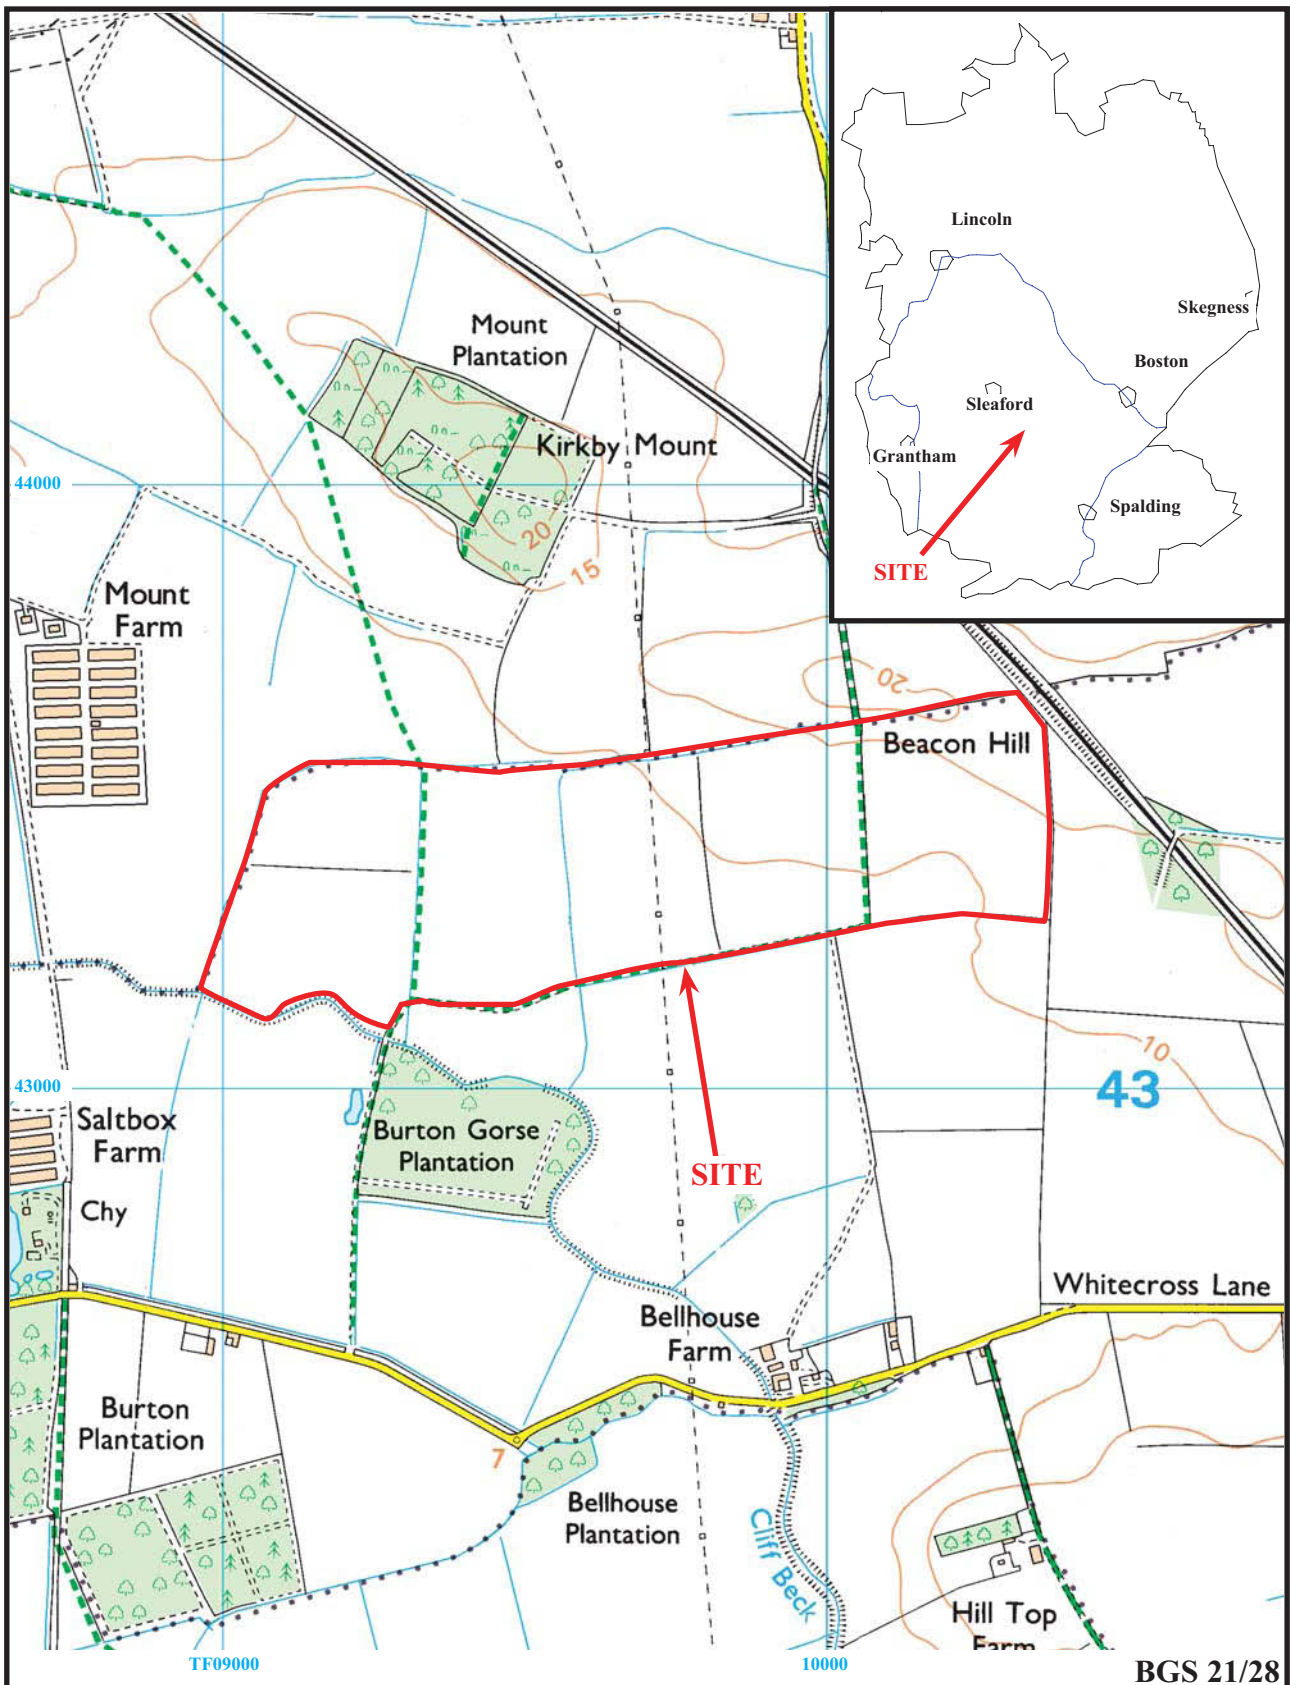 Lincoln
Skegness
Boston
Sleaford
Grantham
Spalding
SITE
Mount
Plantation
Kirkby Mount
44000
20
15
Mount
Farm
20
Beacon Hill
10
43
43000
Saltbox
Farm
Burton Gorse
Plantation
SITE
Chy
Whitecross Lane
Bellhouse
Farm
Burton
Plantation
7
Bellhouse
Plantation
Cliff Beck
Hill Top
Farm
TF09000
10000
BGS 21/28